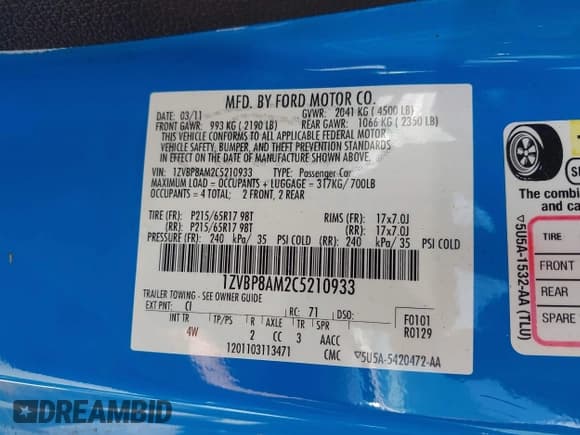 MFD. BY FORD MOTOR CO.
DATE: 03/11 GVWR: 2041 KG ( 4500 LB)
FRONT GAWR: 993 KG ( 2190 LB) REAR GAWR: 1066 KG ( 2350 LB)
THIS VEHICLE CONFORMS TO ALL APPLICABLE FEDERAL MOTOR
VEHICLE SAFETY, BUMPER, AND THEFT PREVENTION STANDARDS
IN EFFECT ON THE DATE OF MANUFACTURE SHOWN ABOVE.
VIN: 1ZVBP8AM2C5210933 TYPE: Passenger Car
MAXIMUM LOAD = OCCUPANTS + LUGGAGE = 317KG/ 700LB
OCCUPANTS = 4 TOTAL; 2 FRONT, 2 REAR
TIRE (FR): P215/65R17 98T RIMS (FR): 17x7.0J
(RR): P215/65R17 98T (RR): 17x7.0J
PRESSURE (FR): 240 kPa/ 35 PSI COLD (RR): 240 kPa/ 35 PSI COLD
1ZVBP8AM2C5210933
TRAILER TOWING - SEE OWNER GUIDE
EXT PNT: CI RC: 71 DSO: F0101
INT TR TP/PS R AXLE TR SPR R0129
4W 2 CC 3 AACC
1201103113471 CMC ▽5U5A-5420472-AA
The combin
and ca
TIRE
FRONT
REAR
SPARE
▽5U5A-1532-AA (TLU)
DREAMBID